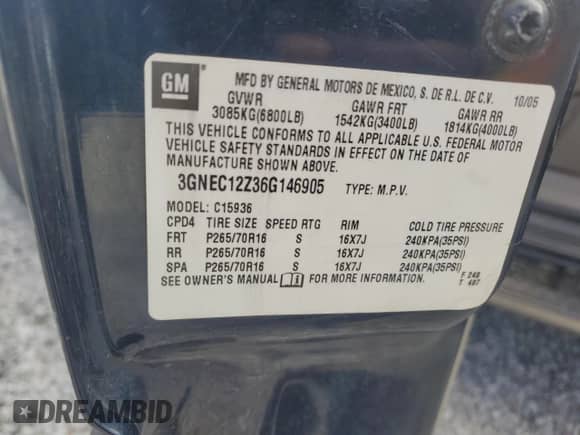 GM
MFD BY GENERAL MOTORS DE MEXICO, S. DE R.L. DE C.V. 10/05
GVWR GAWR FRT GAWR RR
3085KG(6800LB) 1542KG(3400LB) 1814KG(4000LB)
THIS VEHICLE CONFORMS TO ALL APPLICABLE U.S. FEDERAL MOTOR
VEHICLE SAFETY STANDARDS IN EFFECT ON THE DATE OF
MANUFACTURE SHOWN ABOVE.
3GNEC12Z36G146905 TYPE: M.P.V.
MODEL: C15936
CPD4 TIRE SIZE SPEED RTG RIM COLD TIRE PRESSURE
FRT P265/70R16 S 16X7J 240KPA(35PSI)
RR P265/70R16 S 16X7J 240KPA(35PSI)
SPA P265/70R16 S 16X7J 240KPA(35PSI)
SEE OWNER'S MANUAL FOR MORE INFORMATION. F 248
T 487
DREAMBID